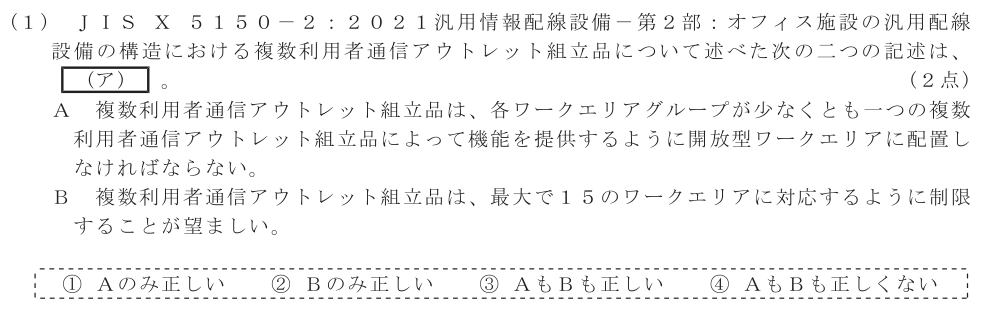 （１） ＪＩＳ Ｘ ５１５０－２：２０２１汎用情報配線設備－第２部：オフィス施設の汎用配線
設備の構造における複数利用者通信アウトレット組立品について述べた次の二つの記述は、
（ア）。 （２点）
Ａ 複数利用者通信アウトレット組立品は、各ワークエリアグループが少なくとも一つの複数
利用者通信アウトレット組立品によって機能を提供するように開放型ワークエリアに配置し
なければならない。
Ｂ 複数利用者通信アウトレット組立品は、最大で１５のワークエリアに対応するように制限
することが望ましい。
① Ａのみ正しい ② Ｂのみ正しい ③ ＡもＢも正しい ④ ＡもＢも正しくない